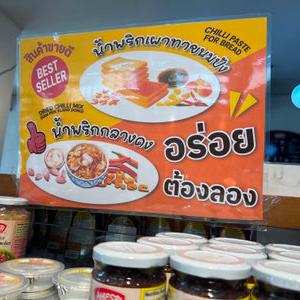 สินค้าขายดี
BEST
SELLER
น้ำพริกเผาทาขนมปัง
CHILLI PASTE
FOR BREAD
DRIED CHILLI MIX
น้ำพริกกลางดง
อร่อย
ต้องลอง